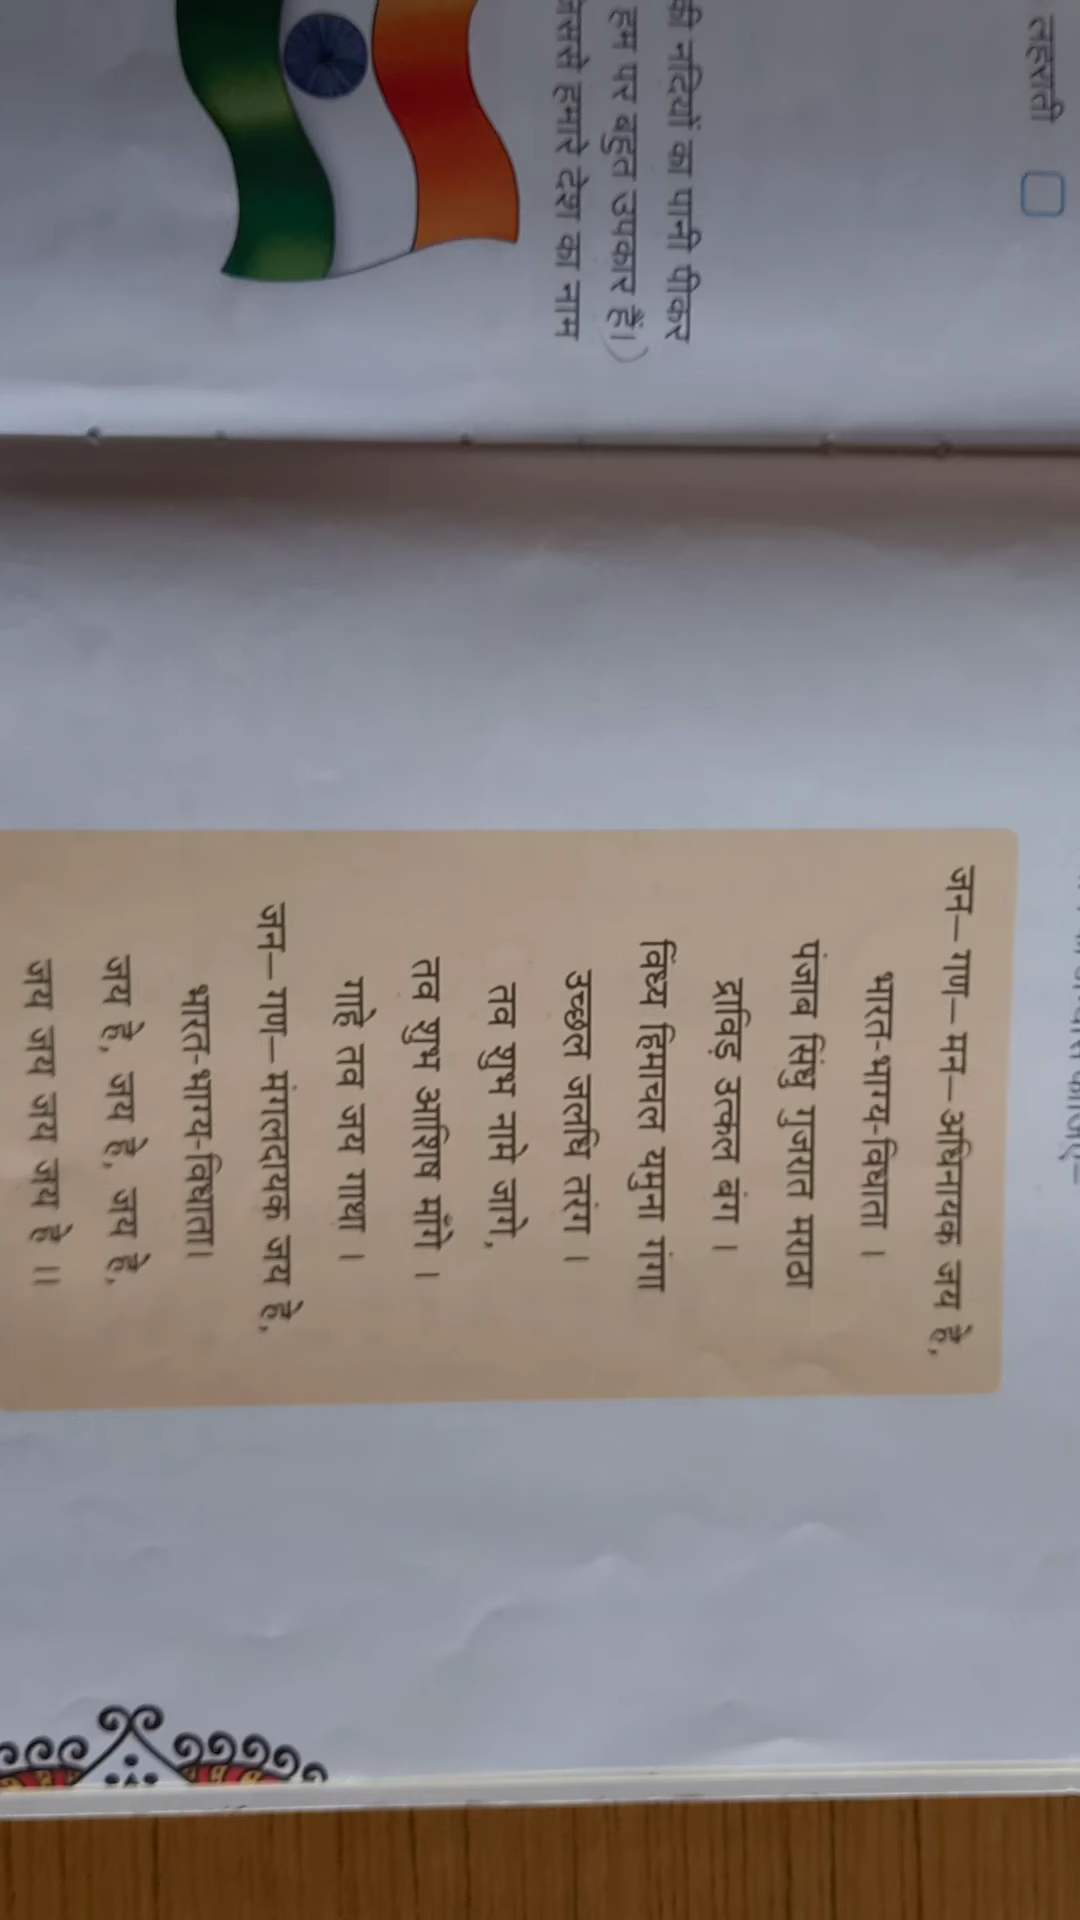 लहराती
की नदियों का पानी पीकर
हम पर बहुत उपकार हैं।)
हमारे देश का नाम
जन– गण– मन–अधिनायक जय हे,
भारत-भाग्य-विधाता ।
पंजाब सिंधु गुजरात मराठा
द्राविड़ उत्कल बंग ।
विंध्य हिमाचल यमुना गंगा
उच्छल जलधि तरंग ।
तव शुभ नामे जागे,
तव शुभ आशिष माँगे ।
गाहे तव जय गाथा ।
जन– गण– मंगलदायक जय हे,
भारत-भाग्य-विधाता।
जय हे, जय हे, जय हे,
जय जय जय जय हे ।।